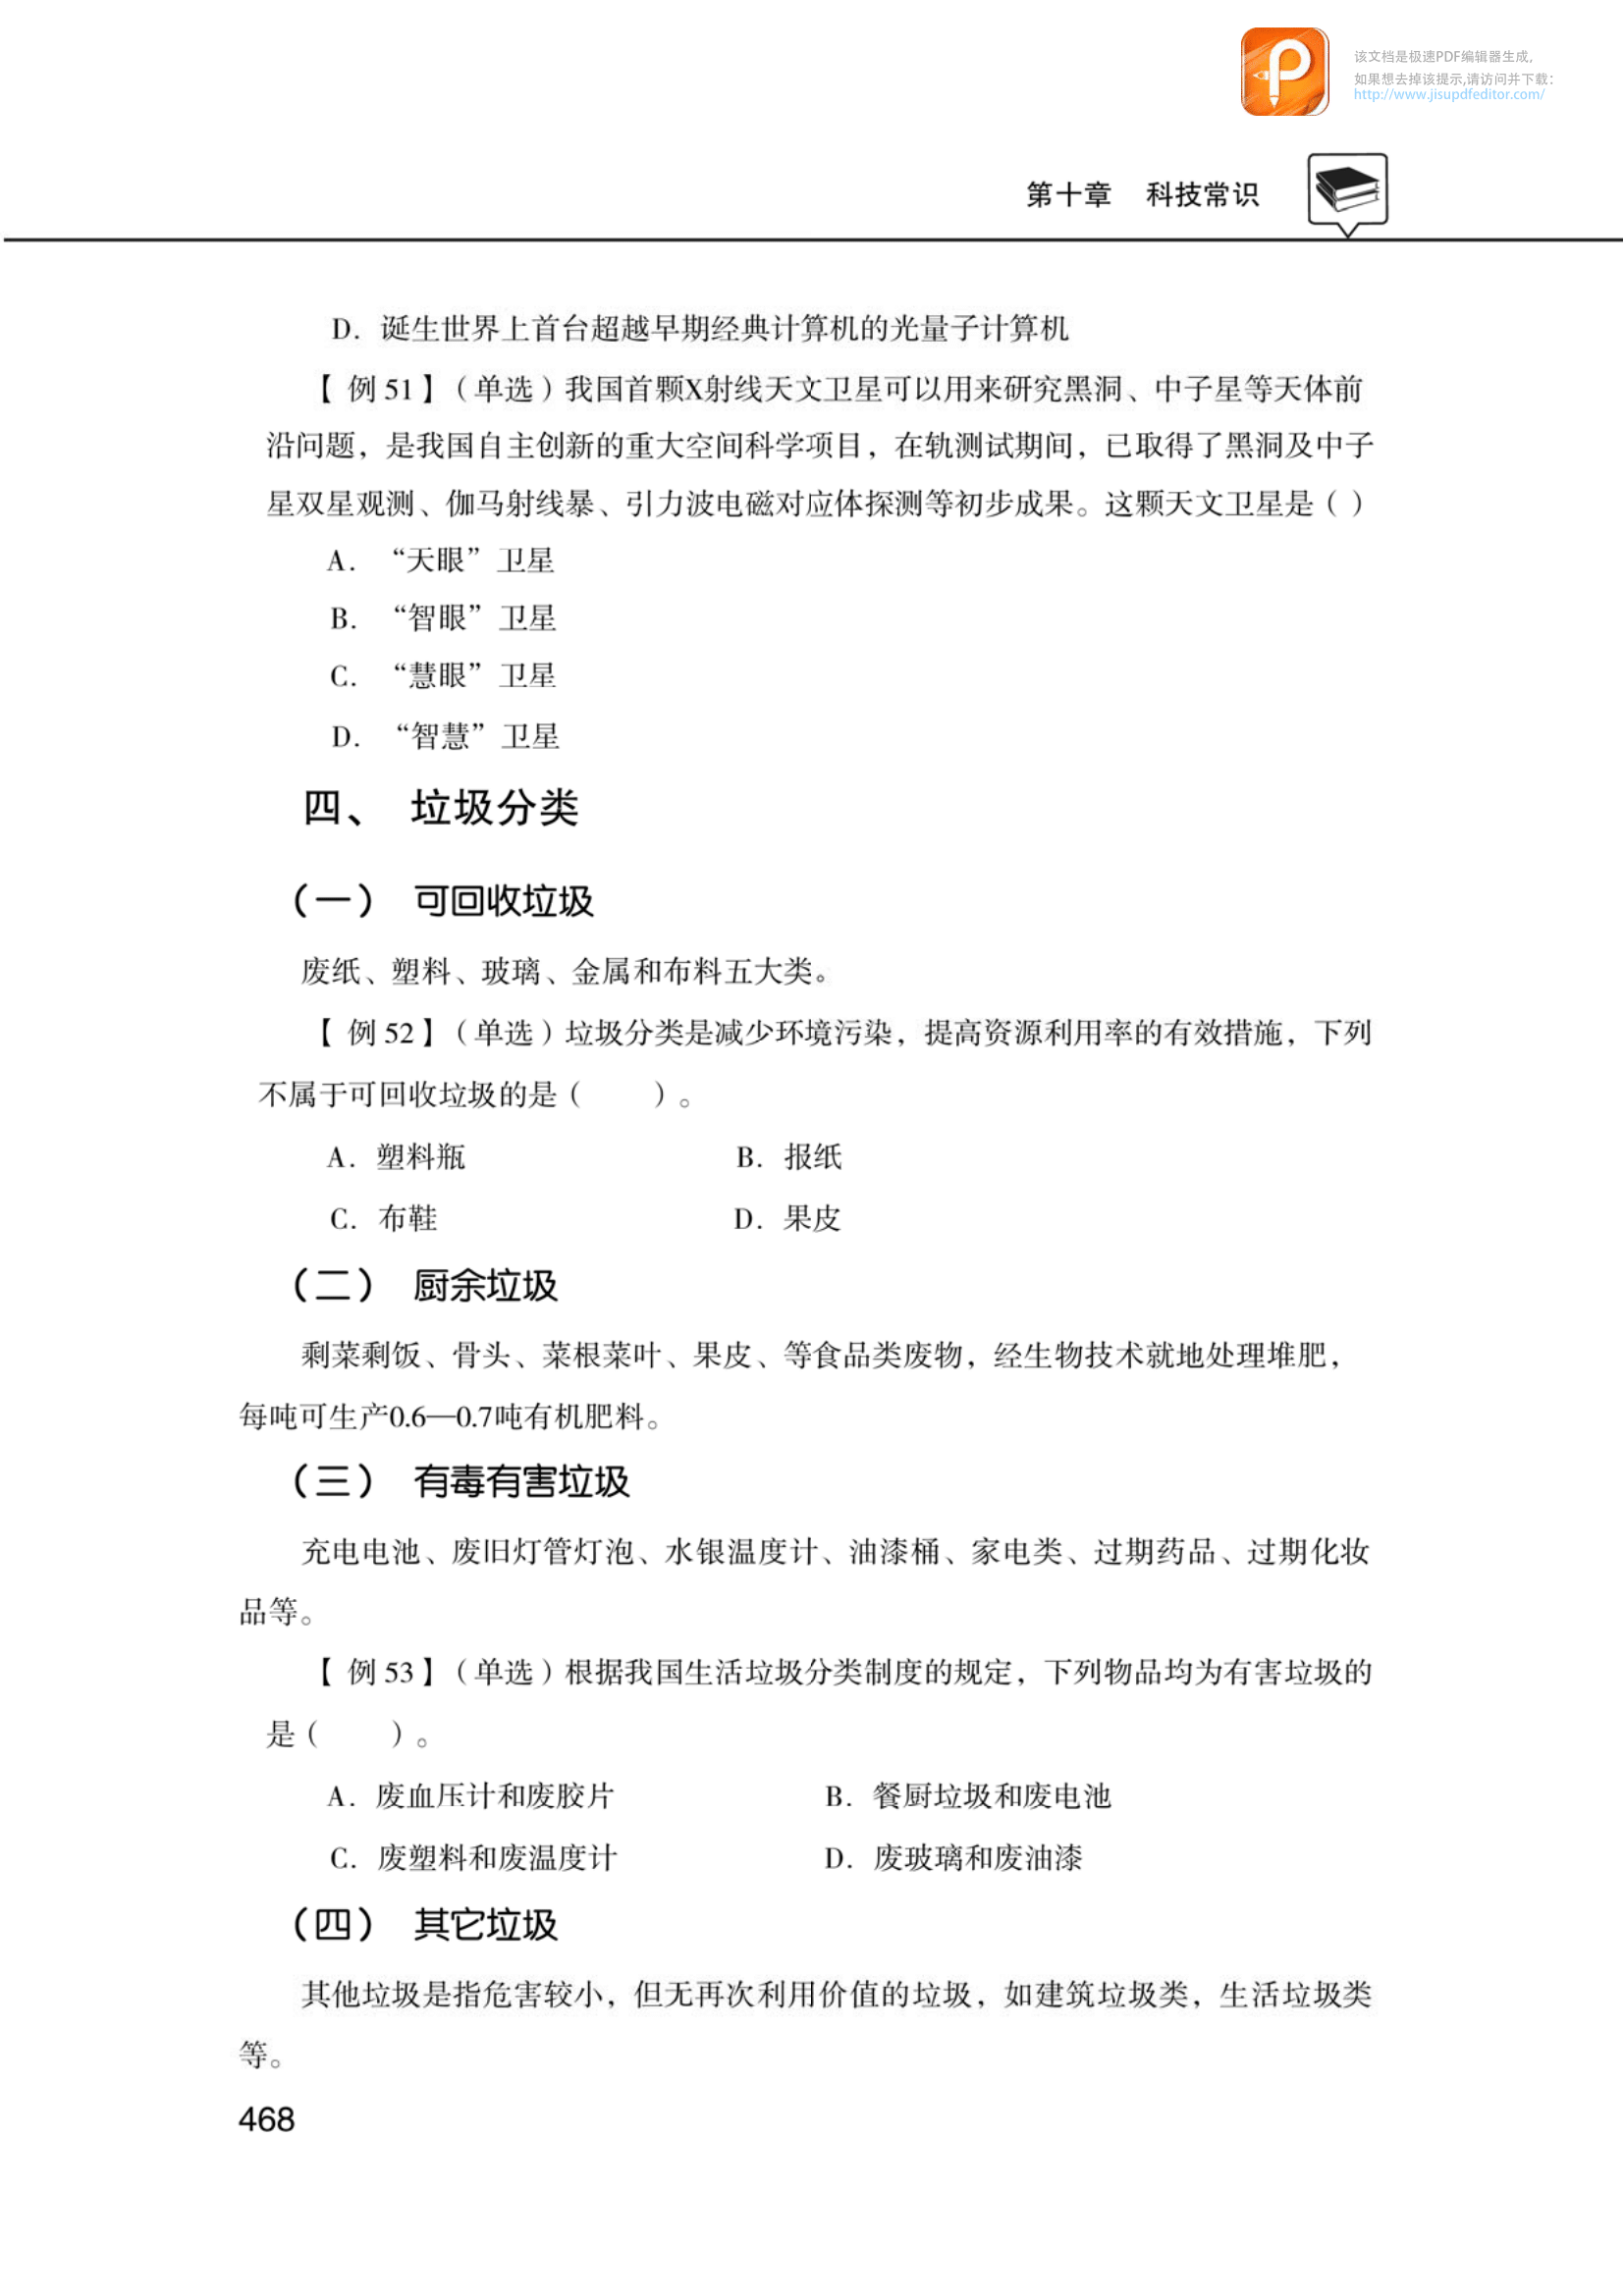 该文档是极速PDF编辑器生成,
如果想去掉该提示,请访问并下载:
http://www.jisupdfeditor.com/
第十章 科技常识
D. 诞生世界上首台超越早期经典计算机的光量子计算机
【 例 51 】（单选）我国首颗X射线天文卫星可以用来研究黑洞、中子星等天体前
沿问题，是我国自主创新的重大空间科学项目，在轨测试期间，已取得了黑洞及中子
星双星观测、伽马射线暴、引力波电磁对应体探测等初步成果。这颗天文卫星是（ ）
A. “天眼”卫星
B. “智眼”卫星
C. “慧眼”卫星
D. “智慧”卫星
四、 垃圾分类
（一） 可回收垃圾
废纸、塑料、玻璃、金属和布料五大类。
【 例 52 】（单选）垃圾分类是减少环境污染，提高资源利用率的有效措施，下列
不属于可回收垃圾的是（ ）。
A. 塑料瓶 B. 报纸
C. 布鞋 D. 果皮
（二） 厨余垃圾
剩菜剩饭、骨头、菜根菜叶、果皮、等食品类废物，经生物技术就地处理堆肥，
每吨可生产0.6—0.7吨有机肥料。
（三） 有毒有害垃圾
充电电池、废旧灯管灯泡、水银温度计、油漆桶、家电类、过期药品、过期化妆
品等。
【 例 53 】（单选）根据我国生活垃圾分类制度的规定，下列物品均为有害垃圾的
是（ ）。
A. 废血压计和废胶片 B. 餐厨垃圾和废电池
C. 废塑料和废温度计 D. 废玻璃和废油漆
（四） 其它垃圾
其他垃圾是指危害较小，但无再次利用价值的垃圾，如建筑垃圾类，生活垃圾类
等。
468